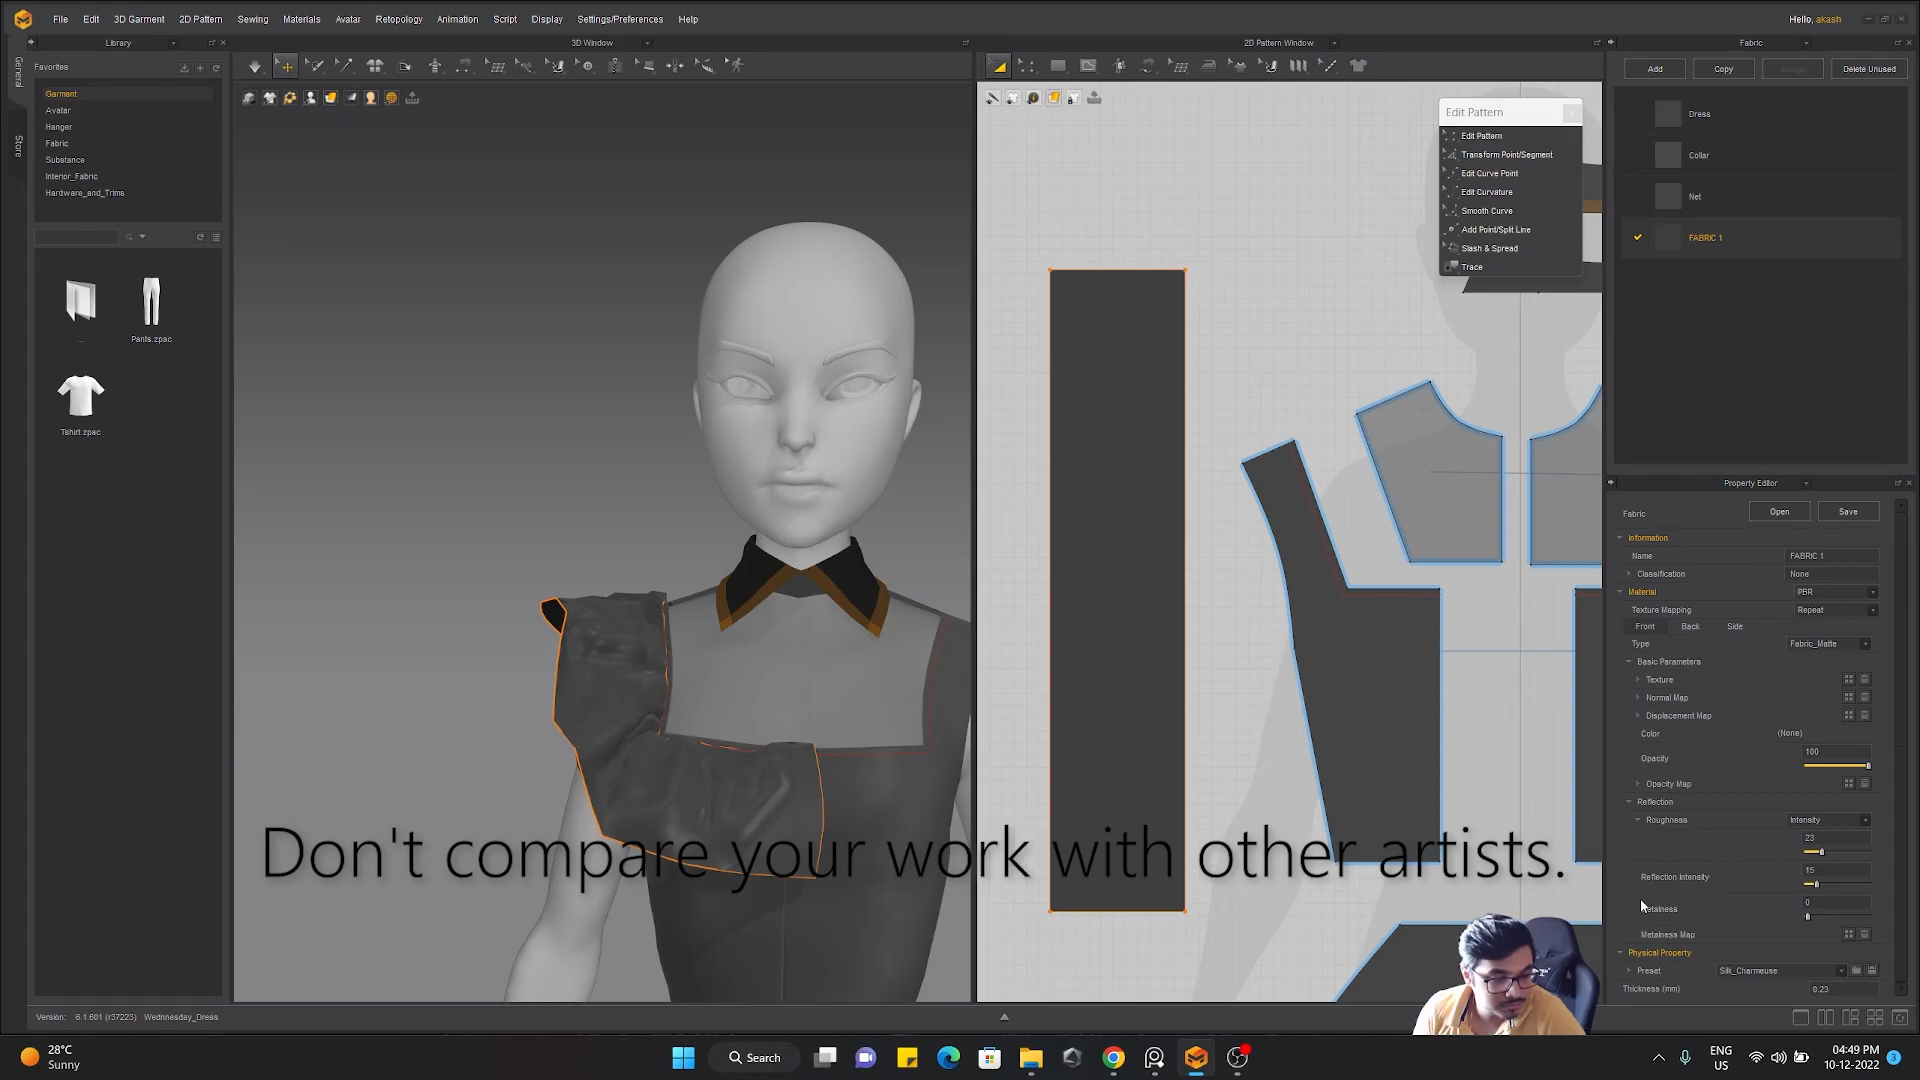 File Edit 3D Garment 2D Pattern Sewing Materials Avatar Retopology Animation Script Display Settings/Preferences Help
Hello, akash
Library
3D Window
2D Pattern Window
Fabric
General
Store
Favorites
Garment
Avatar
Hanger
Fabric
Substance
Interior_Fabric
Hardware_and_Trims
...
Pants.zpac
Tshirt.zpac
Edit Pattern
Edit Pattern
Transform Point/Segment
Edit Curve Point
Edit Curvature
Smooth Curve
Add Point/Split Line
Slash & Spread
Trace
Add Copy Delete Unused
Dress
Collar
Net
FABRIC 1
Property Editor
Fabric Open Save
Information
Name FABRIC 1
Classification None
Material PBR
Texture Mapping Repeat
Front Back Side
Type Fabric_Matte
Basic Parameters
Texture
Normal Map
Displacement Map
Color (None)
Opacity 100
Opacity Map
Reflection
Roughness Intensity
23
Reflection Intensity 15
Metalness 0
Metalness Map
Physical Property
Preset Silk_Charmeuse
Thickness (mm) 0.23
Don't compare your work with other artists.
Version: 6.1.601 (r37223) Wednesday_Dress
28°C
Sunny
Search
ENG
US
04:49 PM
10-12-2022
3